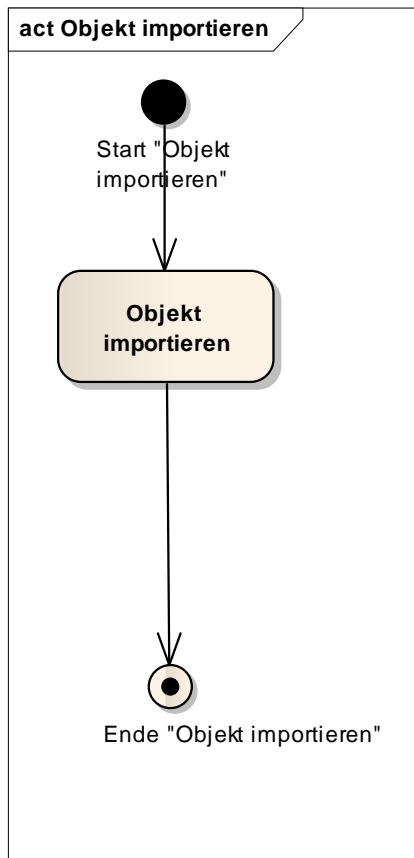 act Objekt importieren
Start "Objekt
importieren"
Objekt
importieren
Ende "Objekt importieren"